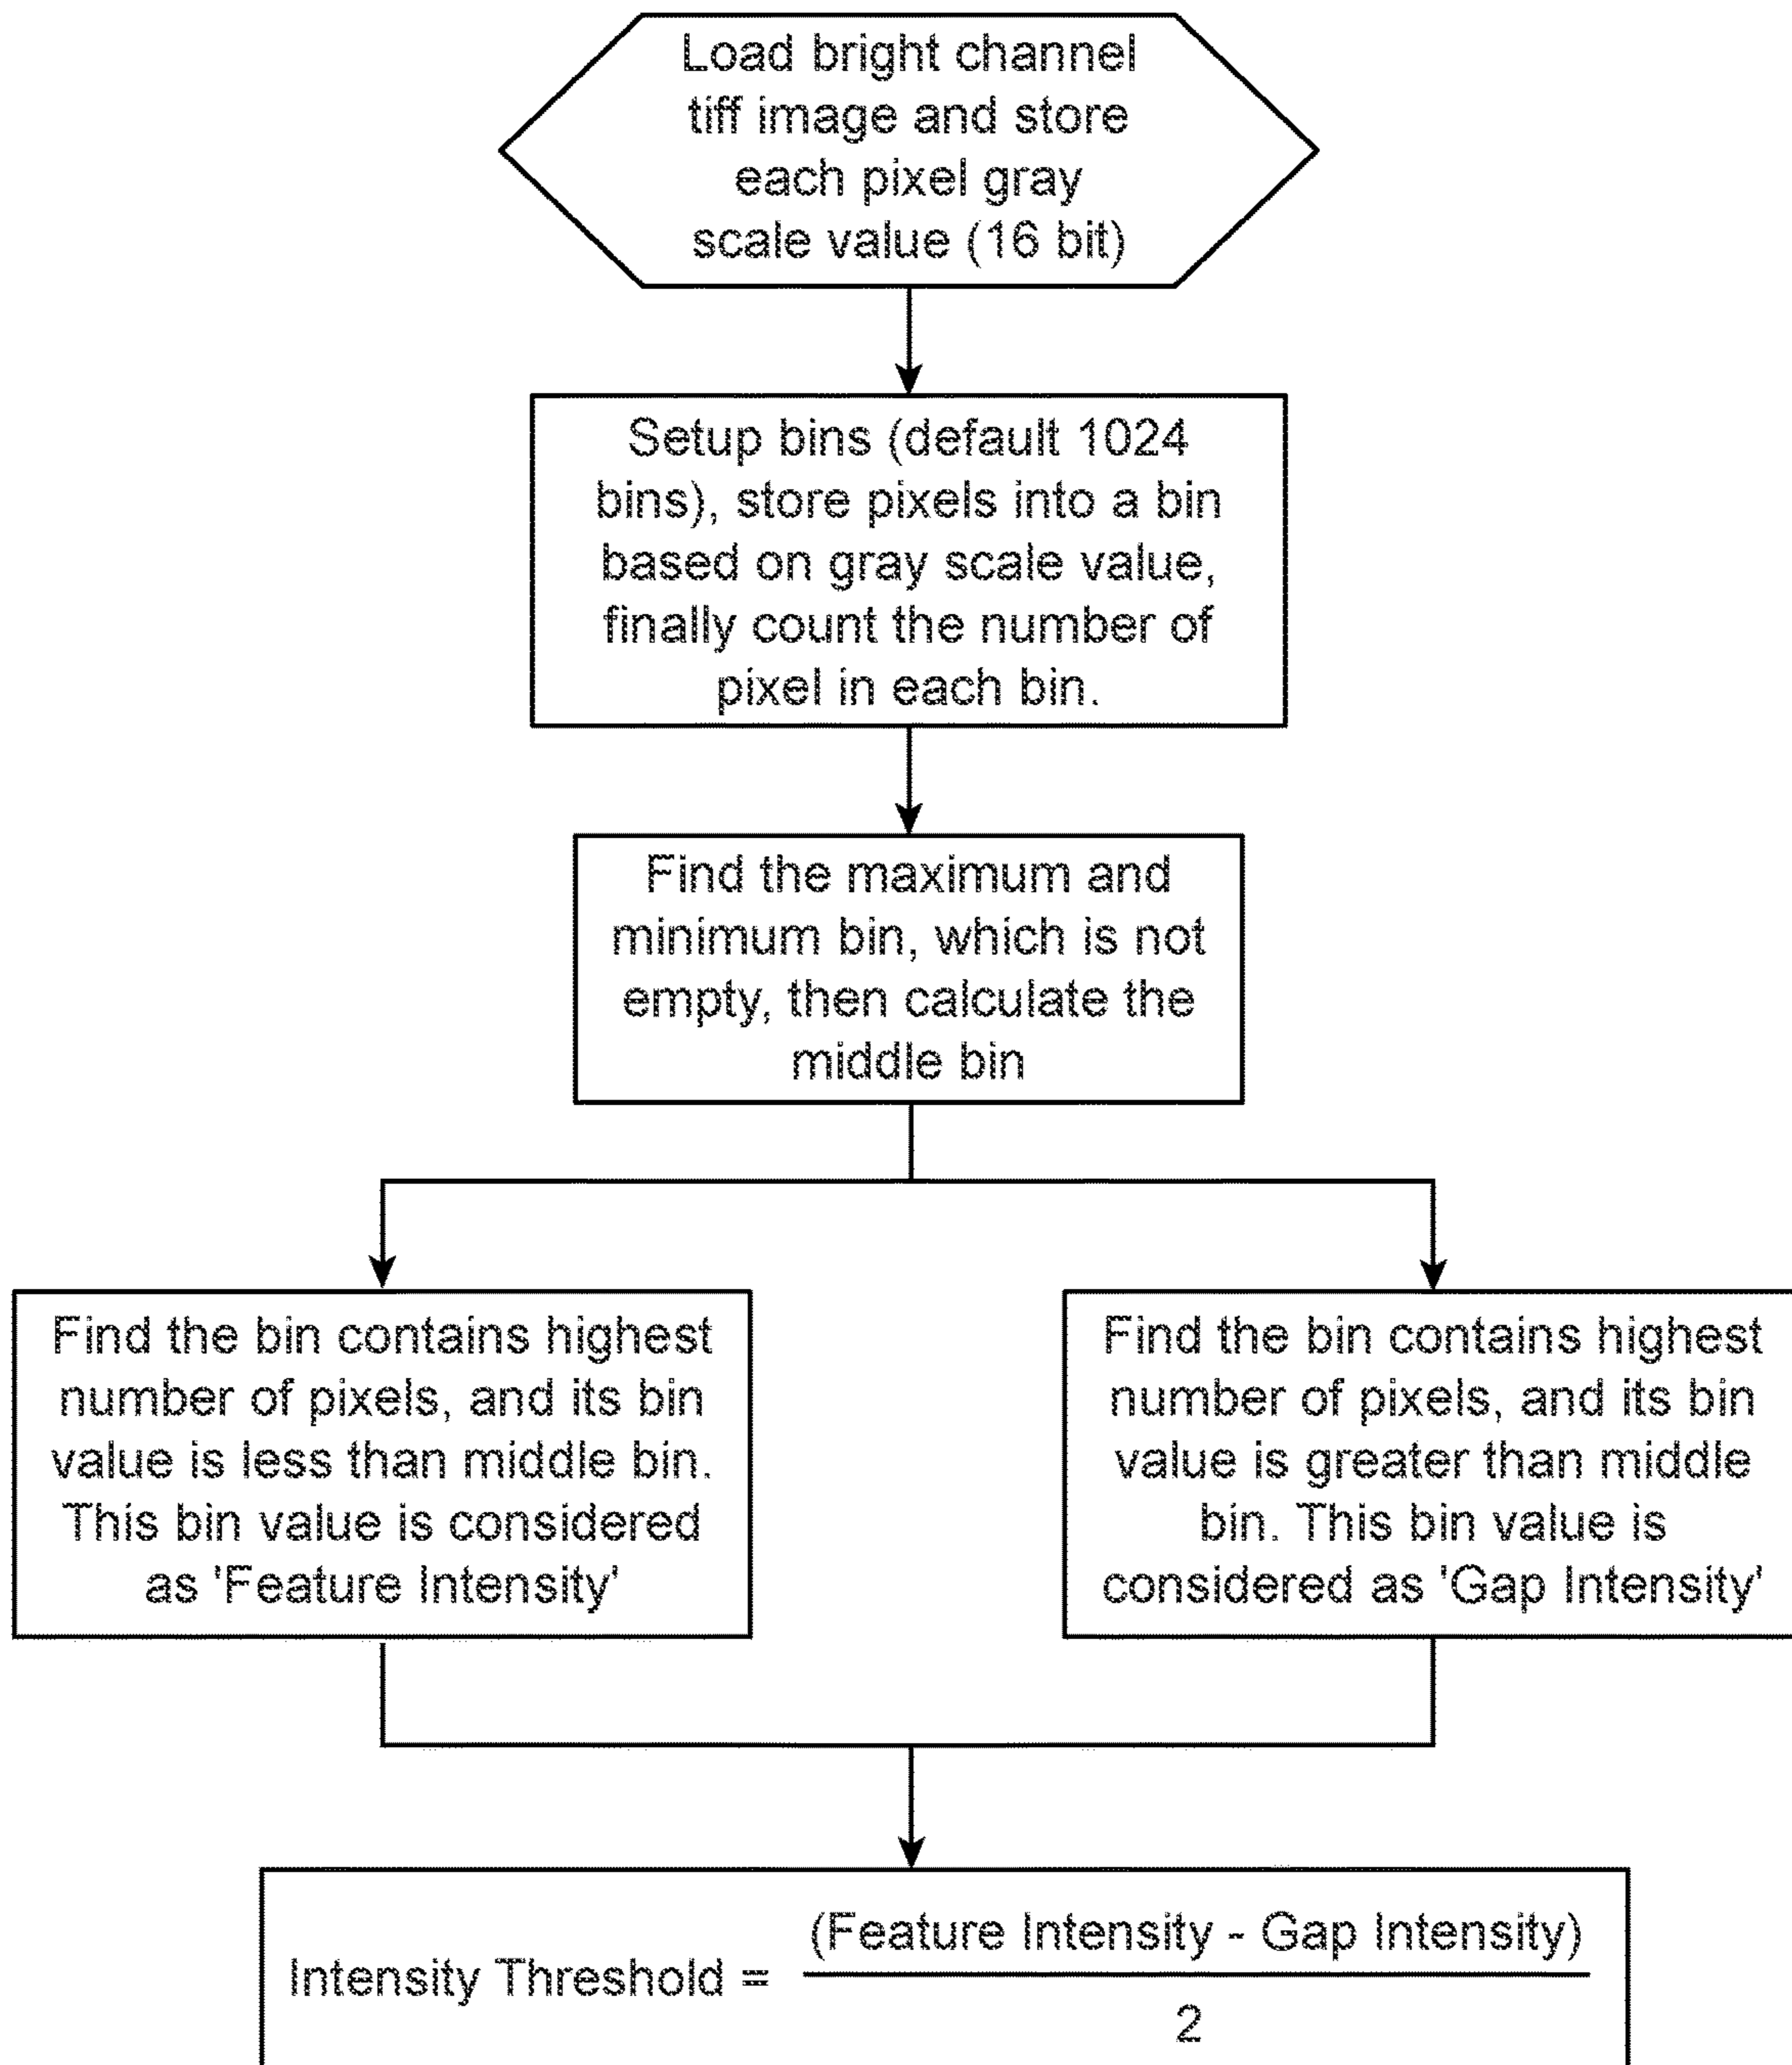 Load bright channel
tiff image and store
each pixel gray
scale value (16 bit)
Setup bins (default 1024
bins), store pixels into a bin
based on gray scale value,
finally count the number of
pixel in each bin.
Find the maximum and
minimum bin, which is not
empty, then calculate the
middle bin
Find the bin contains highest
number of pixels, and its bin
value is less than middle bin.
This bin value is considered
as 'Feature Intensity'
Find the bin contains highest
number of pixels, and its bin
value is greater than middle
bin. This bin value is
considered as 'Gap Intensity'
Intensity Threshold =
(Feature Intensity - Gap Intensity)
2